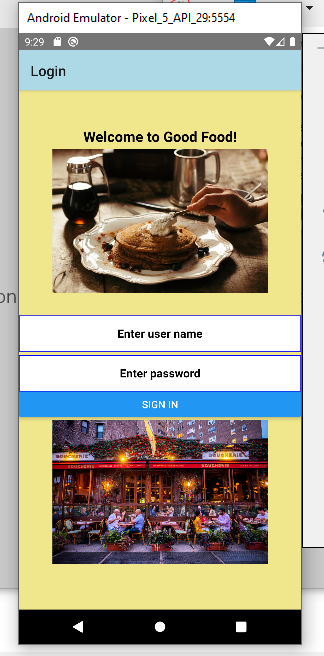 Android Emulator - Pixel_5_API_29:5554
9:29
Login
Welcome to Good Food!
on
Enter user name
Enter password
SIGN IN
BOUCHERIE BOUCHERIE